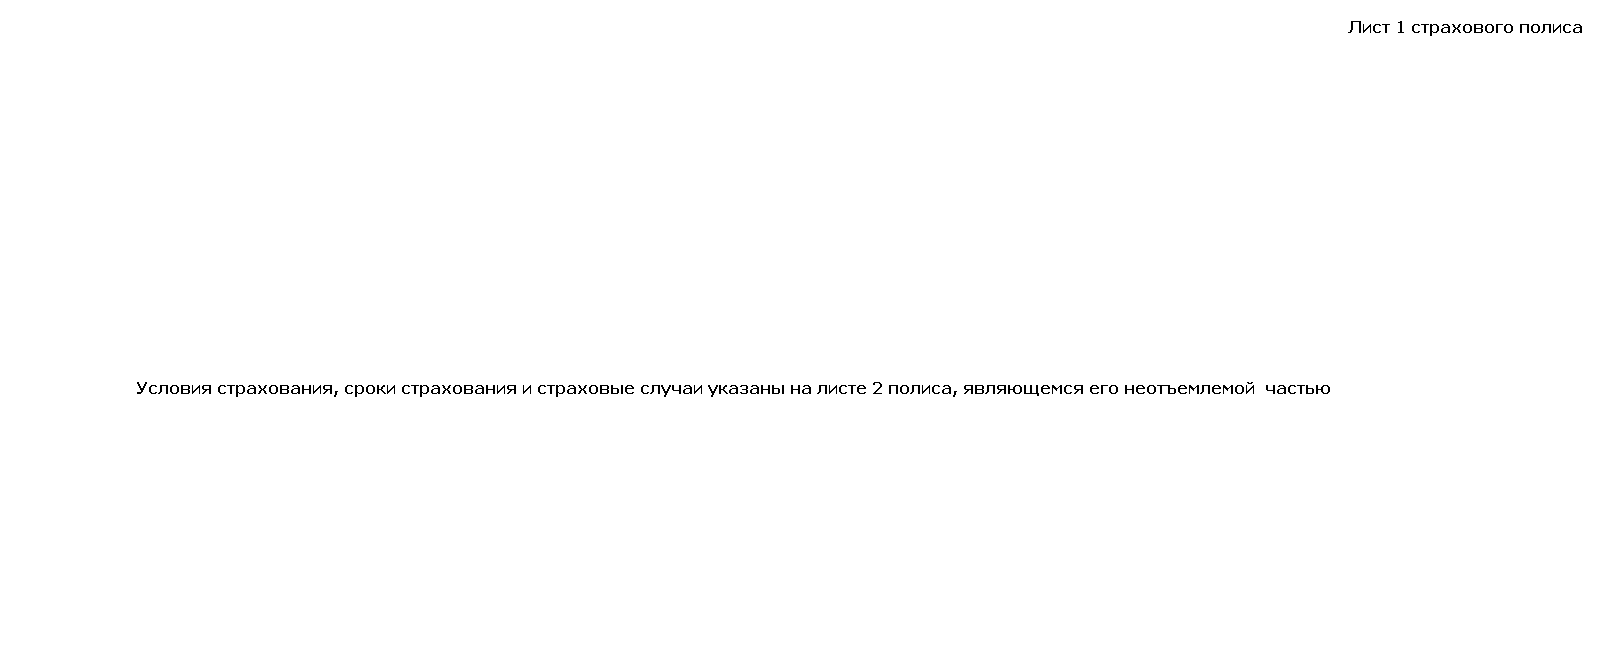 Лист 1 страхового полиса
Условия страхования, сроки страхования и страховые случаи указаны на листе 2 полиса, являющемся его неотъемлемой  частью